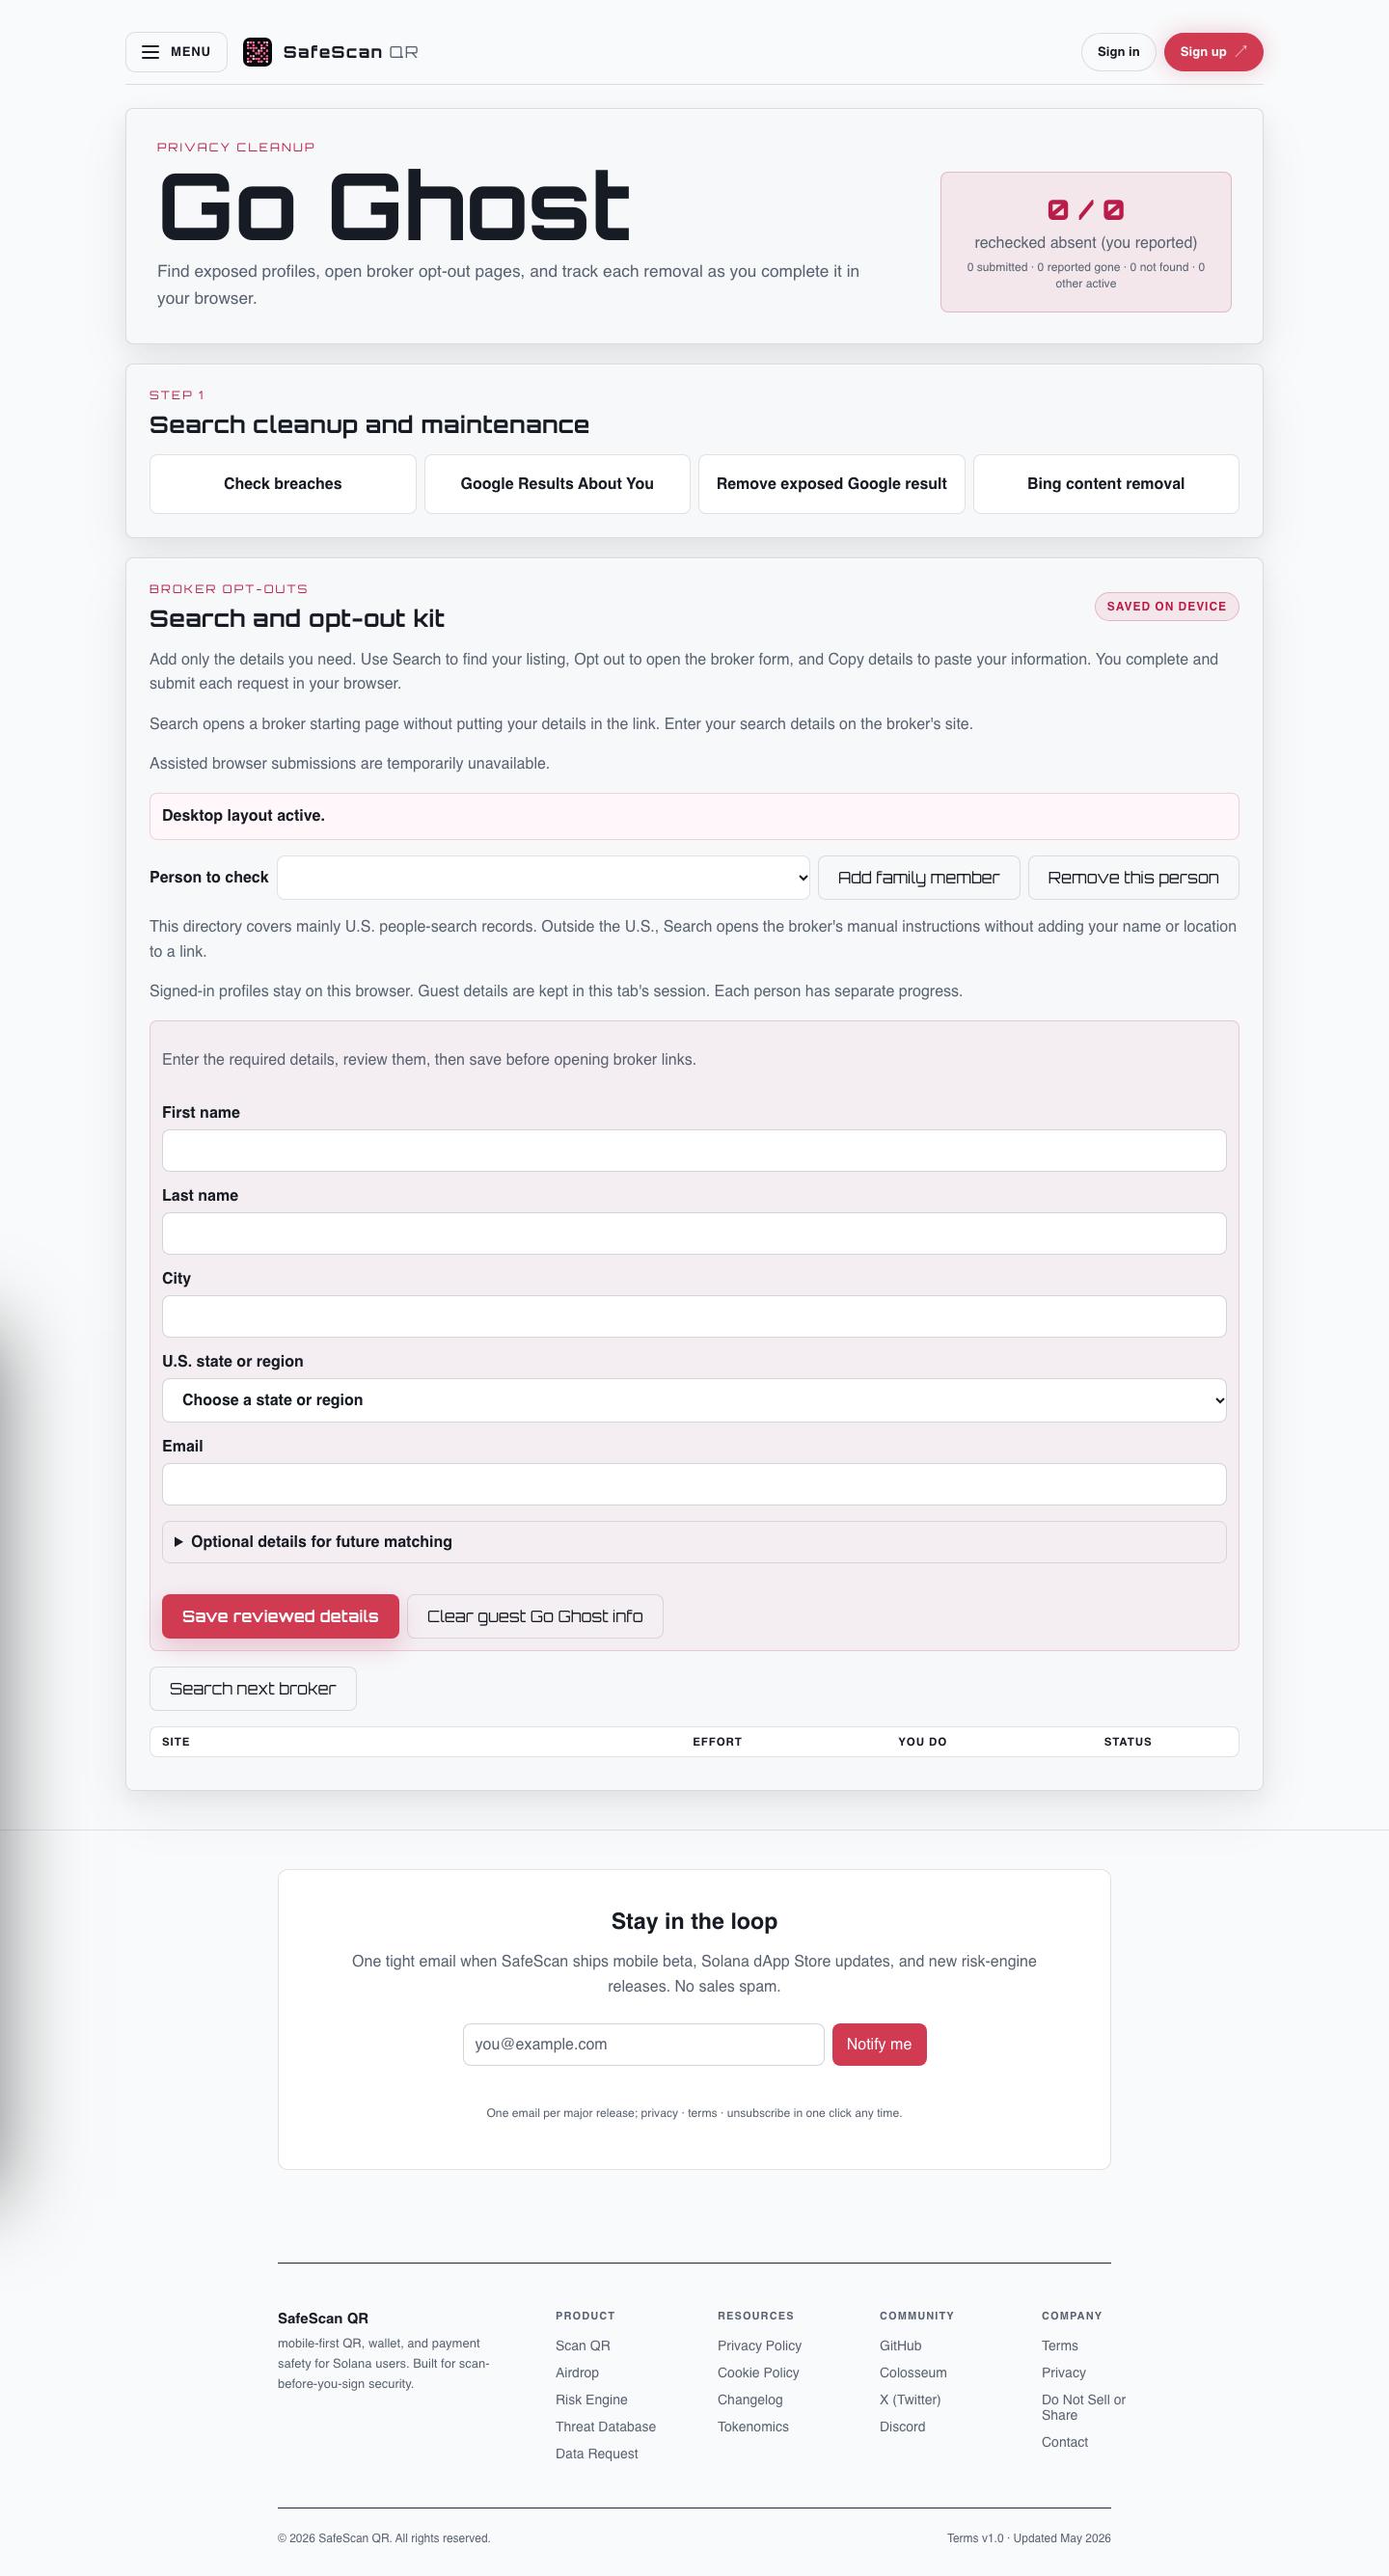 MENU
SafeScan QR
Sign in
Sign up ↗
PRIVACY CLEANUP
Go Ghost
Find exposed profiles, open broker opt-out pages, and track each removal as you complete it in
your browser.
0 / 0
rechecked absent (you reported)
0 submitted · 0 reported gone · 0 not found · 0
other active
STEP 1
Search cleanup and maintenance
Check breaches
Google Results About You
Remove exposed Google result
Bing content removal
BROKER OPT-OUTS
Search and opt-out kit
SAVED ON DEVICE
Add only the details you need. Use Search to find your listing, Opt out to open the broker form, and Copy details to paste your information. You complete and
submit each request in your browser.
Search opens a broker starting page without putting your details in the link. Enter your search details on the broker's site.
Assisted browser submissions are temporarily unavailable.
Desktop layout active.
Person to check
Add family member
Remove this person
This directory covers mainly U.S. people-search records. Outside the U.S., Search opens the broker's manual instructions without adding your name or location
to a link.
Signed-in profiles stay on this browser. Guest details are kept in this tab's session. Each person has separate progress.
Enter the required details, review them, then save before opening broker links.
First name
Last name
City
U.S. state or region
Choose a state or region
Email
Optional details for future matching
Save reviewed details
Clear guest Go Ghost info
Search next broker
SITE
EFFORT
YOU DO
STATUS
Stay in the loop
One tight email when SafeScan ships mobile beta, Solana dApp Store updates, and new risk-engine
releases. No sales spam.
you@example.com
Notify me
One email per major release; privacy · terms · unsubscribe in one click any time.
SafeScan QR
mobile-first QR, wallet, and payment
safety for Solana users. Built for scan-
before-you-sign security.
PRODUCT
Scan QR
Airdrop
Risk Engine
Threat Database
Data Request
RESOURCES
Privacy Policy
Cookie Policy
Changelog
Tokenomics
COMMUNITY
GitHub
Colosseum
X (Twitter)
Discord
COMPANY
Terms
Privacy
Do Not Sell or
Share
Contact
© 2026 SafeScan QR. All rights reserved.
Terms v1.0 · Updated May 2026